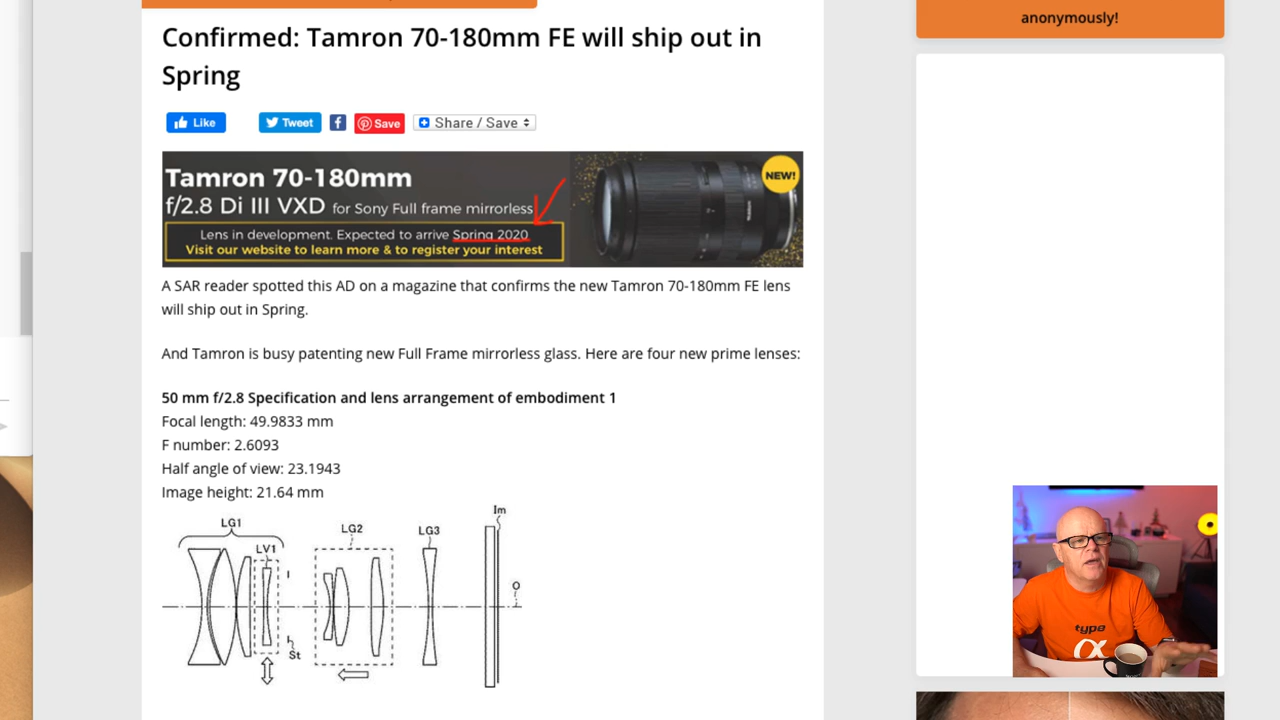 anonymously!
Confirmed: Tamron 70-180mm FE will ship out in
Spring
Like
Tweet
Save
Share / Save
Tamron 70-180mm
f/2.8 Di III VXD for Sony Full frame mirrorless
Lens in development. Expected to arrive Spring 2020
Visit our website to learn more & to register your interest
NEW!
A SAR reader spotted this AD on a magazine that confirms the new Tamron 70-180mm FE lens
will ship out in Spring.
And Tamron is busy patenting new Full Frame mirrorless glass. Here are four new prime lenses:
50 mm f/2.8 Specification and lens arrangement of embodiment 1
Focal length: 49.9833 mm
F number: 2.6093
Half angle of view: 23.1943
Image height: 21.64 mm
LG1
LV1
LG2
LG3
Im
I
O
St
type
α